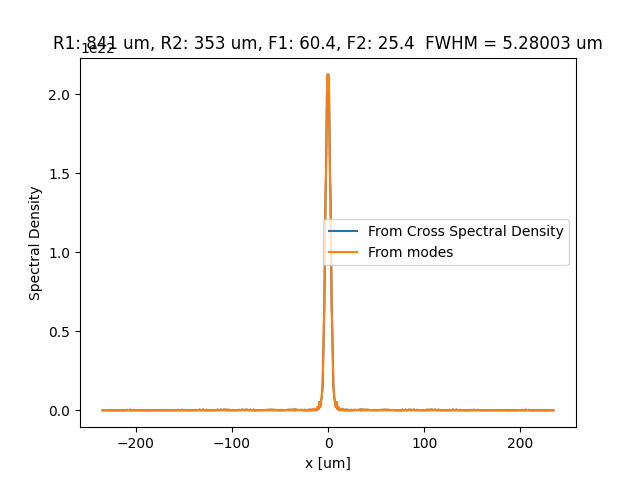 R1: 841 um, R2: 353 um, F1: 60.4, F2: 25.4  FWHM = 5.28003 um
1e22
2.0
1.5
1.0
0.5
0.0
Spectral Density
From Cross Spectral Density
From modes
−200
−100
0
100
200
x [um]